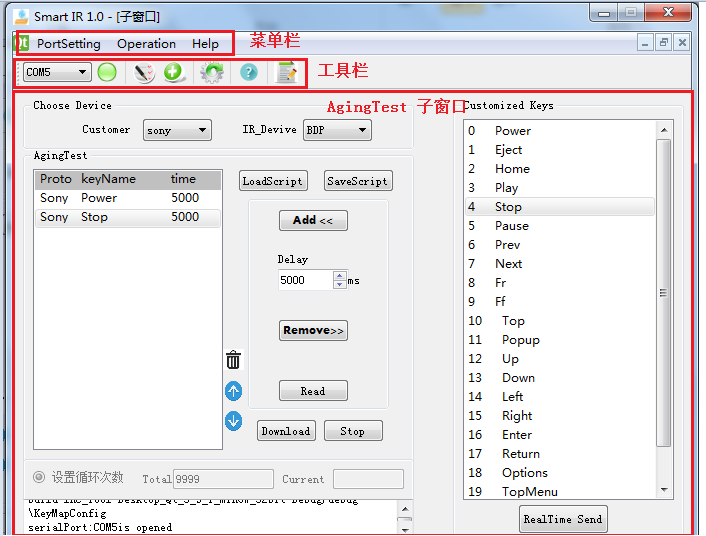 Smart IR 1.0 - [子窗口]
PortSetting Operation Help 菜单栏
COM5 工具栏
AgingTest 子窗口
Choose Device
Customer sony IR_Devive BDP
AgingTest
Proto keyName time
Sony Power 5000
Sony Stop 5000
LoadScript SaveScript
Add <<
Delay
5000 ms
Remove>>
Read
Download Stop
设置循环次数 Total 9999 Current
\KeyMapConfig
serialPort:COM5is opened
Customized Keys
0 Power
1 Eject
2 Home
3 Play
4 Stop
5 Pause
6 Prev
7 Next
8 Fr
9 Ff
10 Top
11 Popup
12 Up
13 Down
14 Left
15 Right
16 Enter
17 Return
18 Options
19 TopMenu
RealTime Send